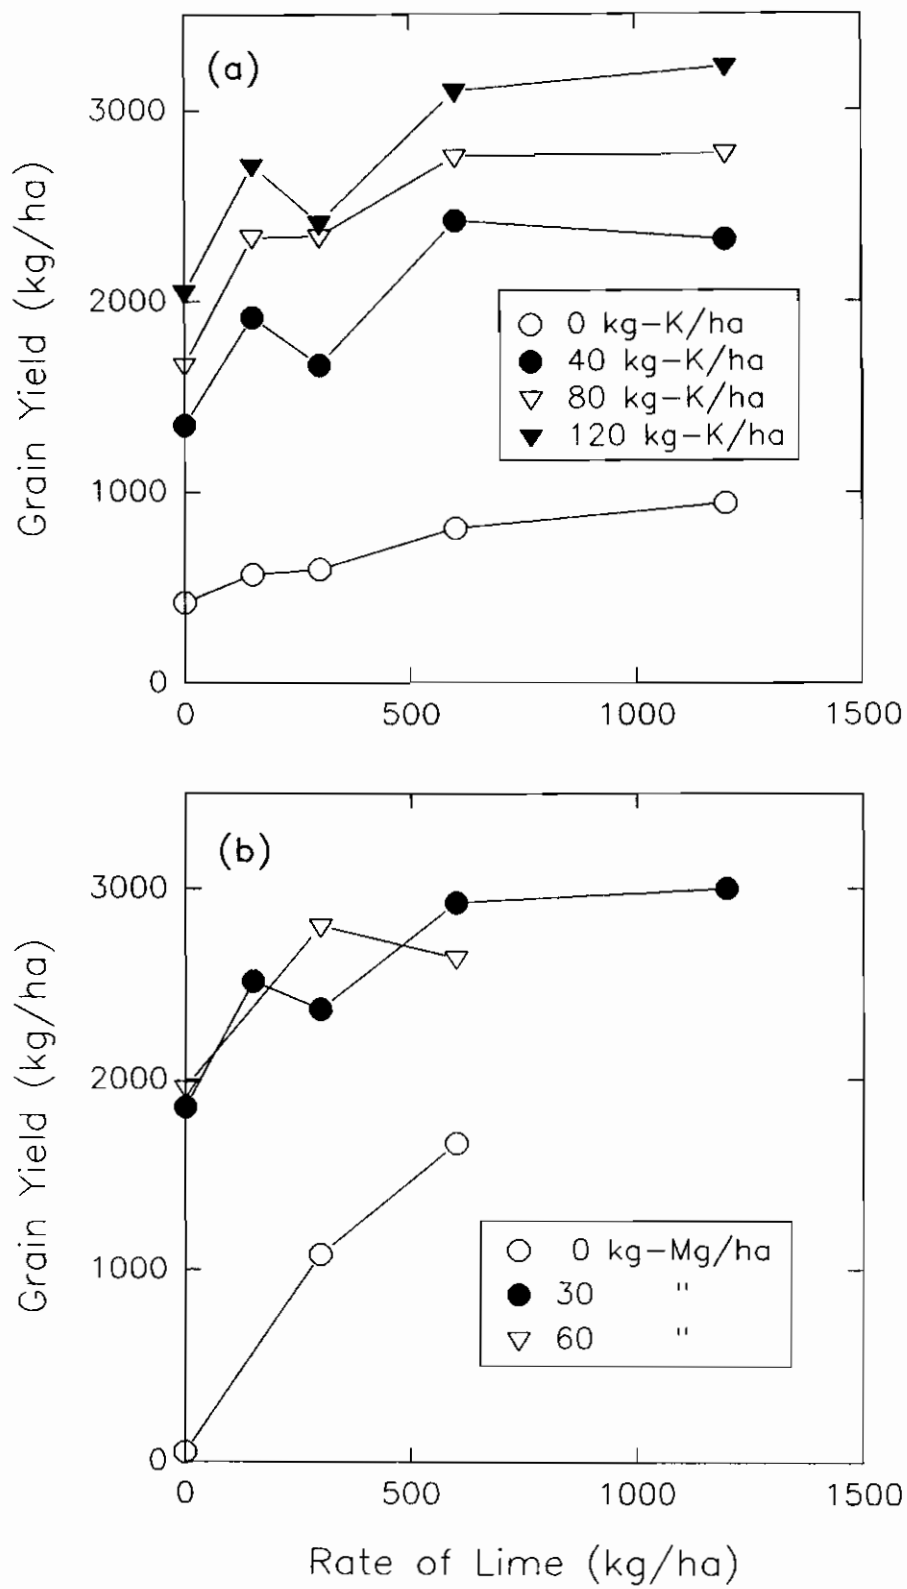 (a)
3000
2000
1000
0
Grain Yield (kg/ha)
0 kg-K/ha
40 kg-K/ha
80 kg-K/ha
120 kg-K/ha
0 500 1000 1500
(b)
3000
2000
1000
0
Grain Yield (kg/ha)
0 kg-Mg/ha
30 "
60 "
0 500 1000 1500
Rate of Lime (kg/ha)